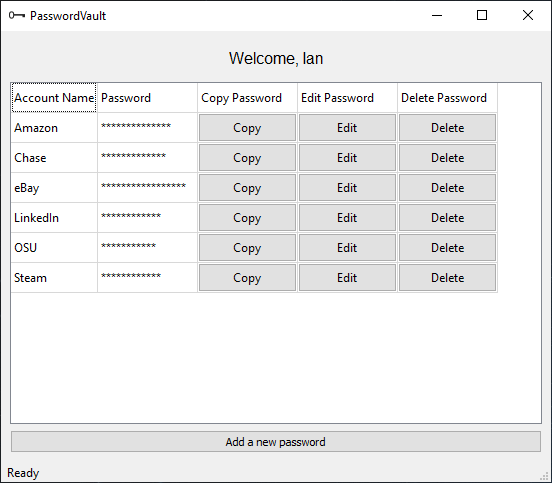 PasswordVault
Welcome, Ian
Account Name Password Copy Password Edit Password Delete Password
Amazon ************** Copy Edit Delete
Chase ************* Copy Edit Delete
eBay ***************** Copy Edit Delete
LinkedIn ************ Copy Edit Delete
OSU *********** Copy Edit Delete
Steam ************ Copy Edit Delete
Add a new password
Ready